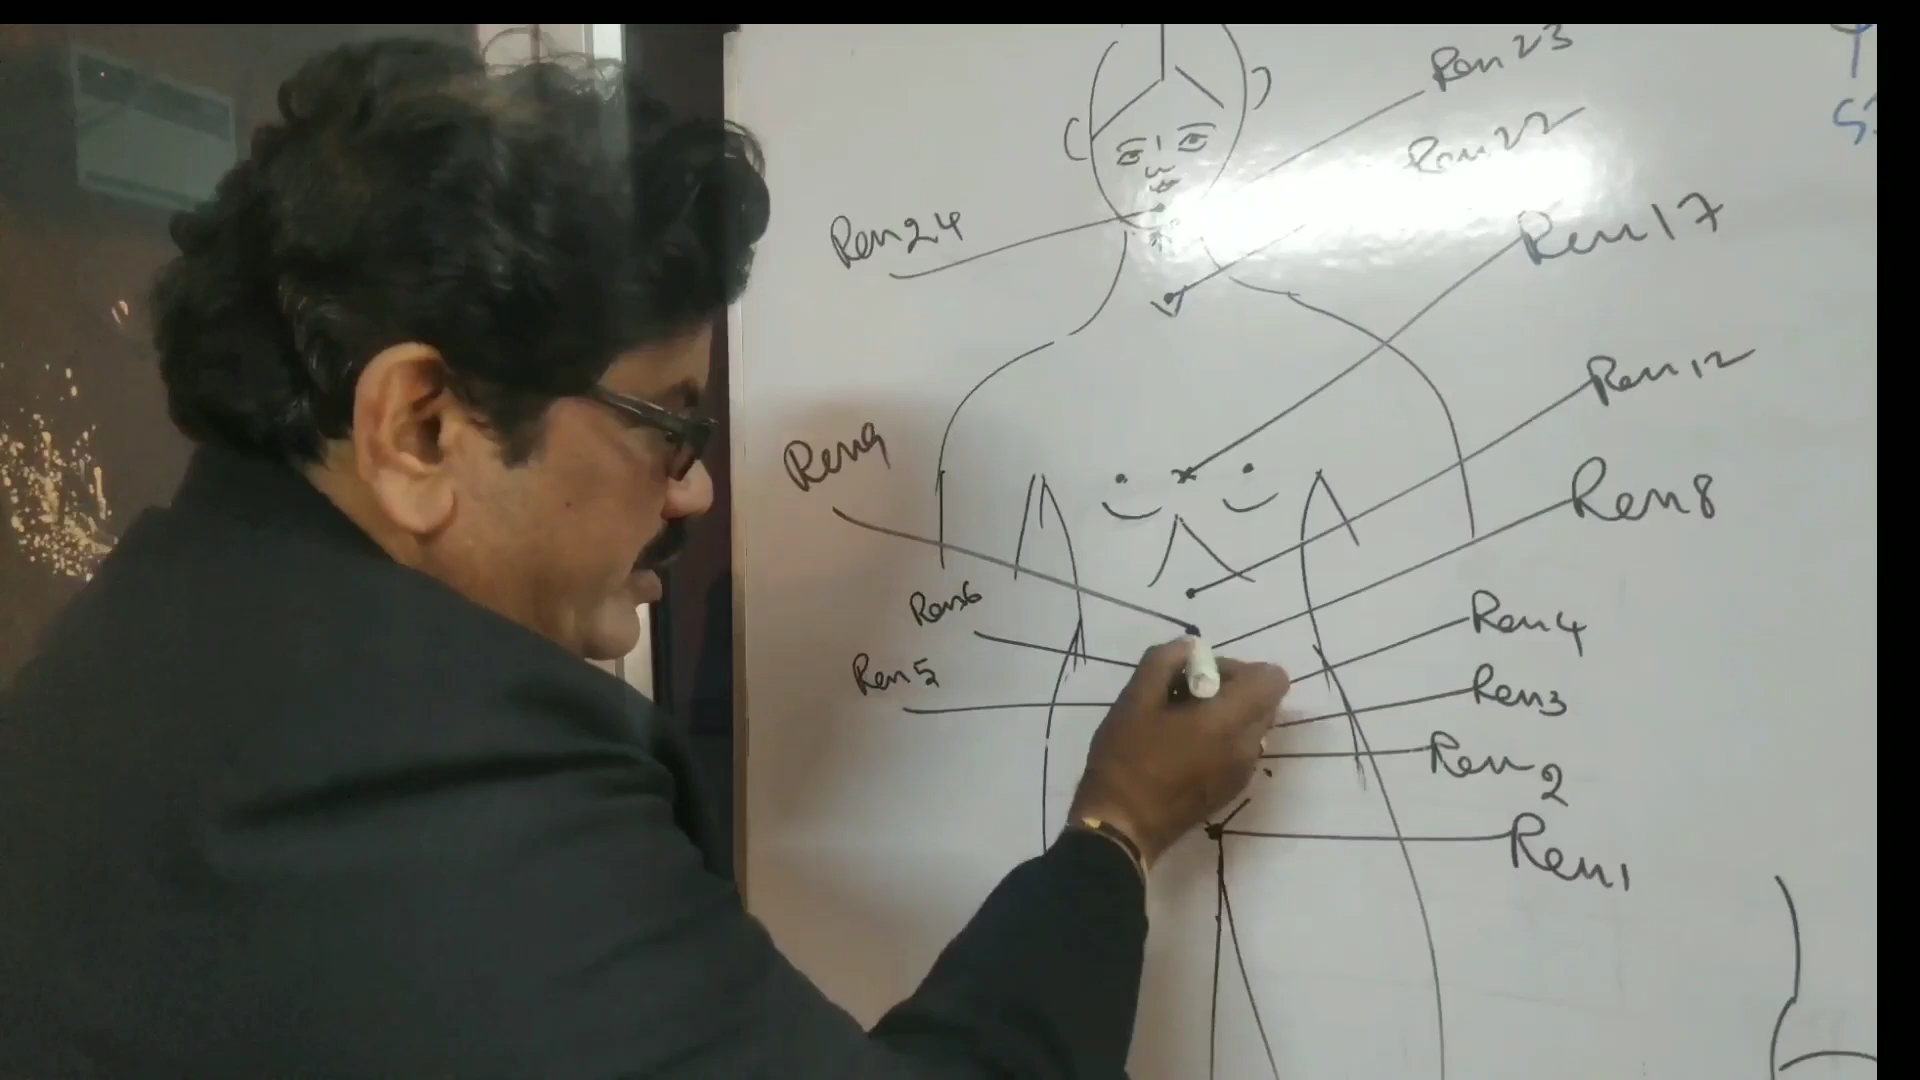 Ren 23
Ren 22
Ren 24
Ren 17
Ren 12
Ren 9
Ren 8
Ren 6
Ren 4
Ren 5
Ren 3
Ren 2
Ren 1